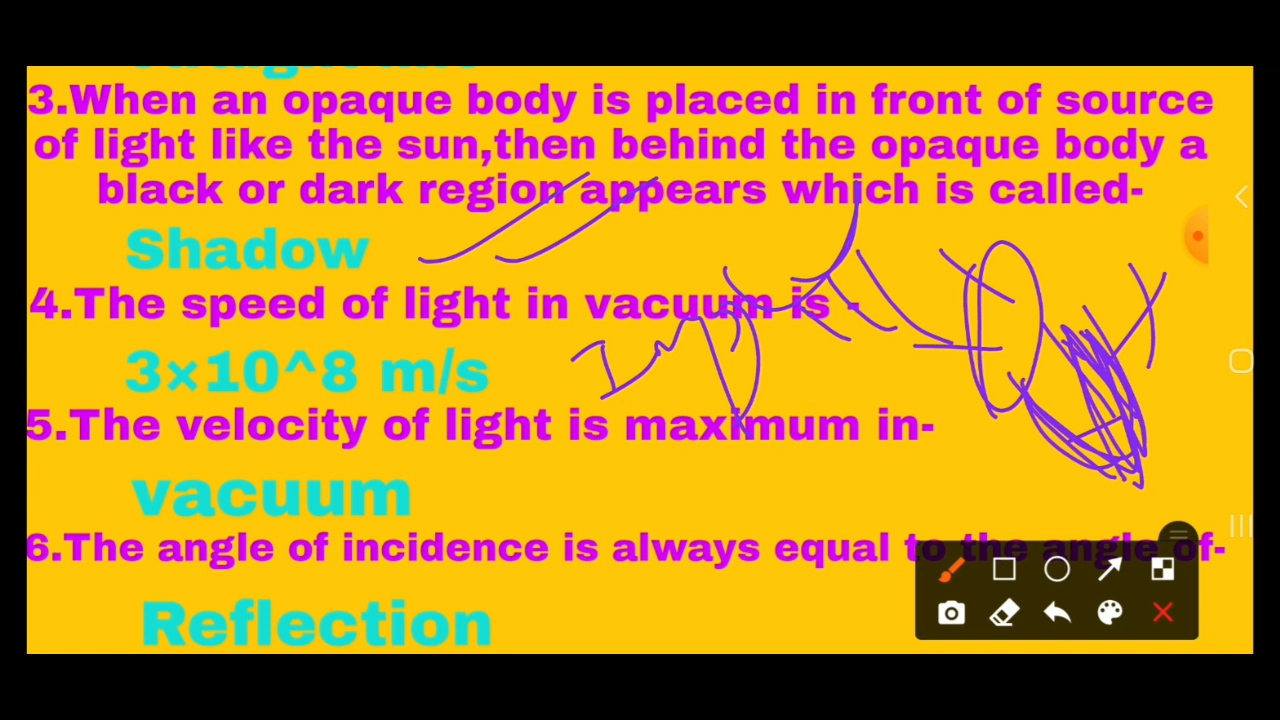 3.When an opaque body is placed in front of source
of light like the sun,then behind the opaque body a
black or dark region appears which is called-
Shadow
4.The speed of light in vacuum is -
3×10^8 m/s
5.The velocity of light is maximum in-
vacuum
6.The angle of incidence is always equal to the angle of-
Reflection